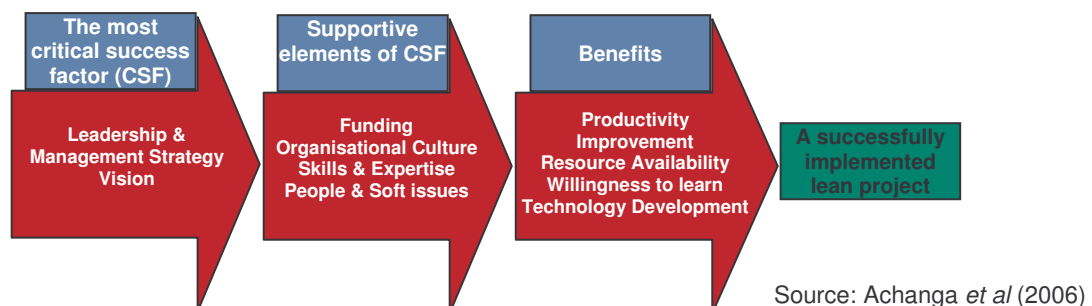 The most
critical success
factor (CSF)
Leadership &
Management Strategy
Vision
Supportive
elements of CSF
Funding
Organisational Culture
Skills & Expertise
People & Soft issues
Benefits
Productivity
Improvement
Resource Availability
Willingness to learn
Technology Development
A successfully
implemented
lean project
Source: Achanga et al (2006)